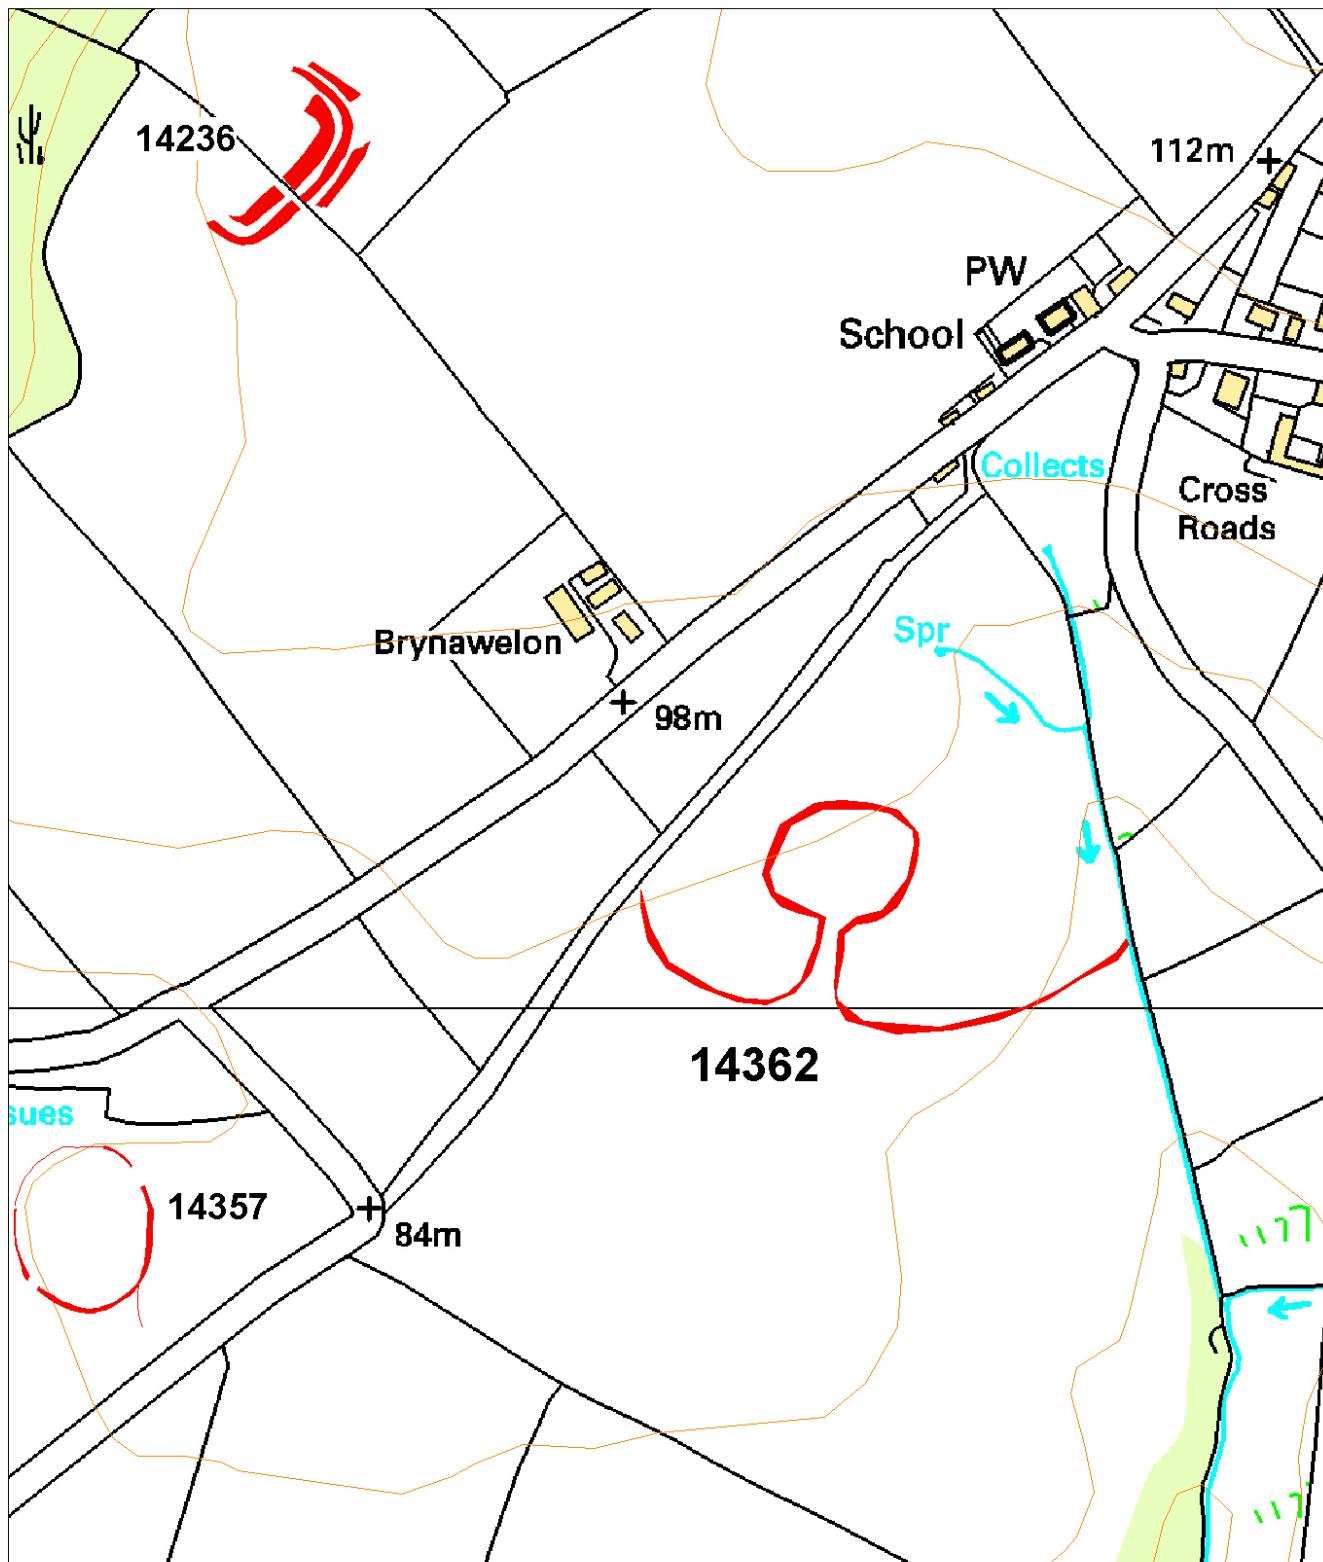 14236
112m
PW
School
Collects
Cross
Roads
Spr
Brynawelon
98m
14362
sues
14357
84m